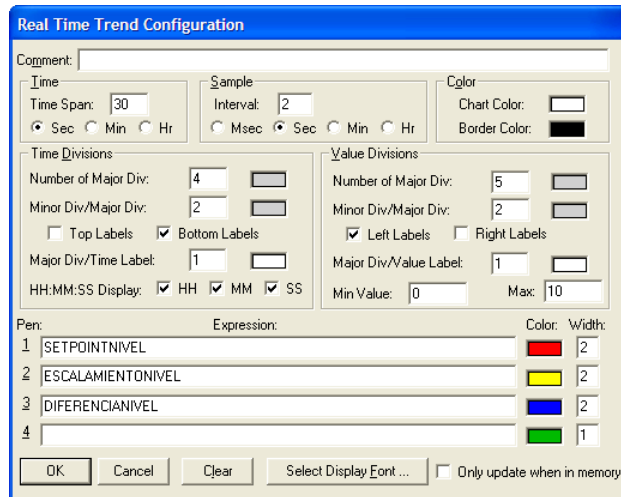 Real Time Trend Configuration
Comment:
Time Sample Color
Time Span: 30 Interval: 2 Chart Color:
Sec Min Hr Msec Sec Min Hr Border Color:
Time Divisions Value Divisions
Number of Major Div: 4 Number of Major Div: 5
Minor Div/Major Div: 2 Minor Div/Major Div: 2
Top Labels Bottom Labels Left Labels Right Labels
Major Div/Time Label: 1 Major Div/Value Label: 1
HH:MM:SS Display: HH MM SS Min Value: 0 Max: 10
Pen: Expression: Color: Width:
1 SETPOINTNIVEL 2
2 ESCALAMIENTONIVEL 2
3 DIFERENCIANIVEL 2
4 1
OK Cancel Clear Select Display Font ... Only update when in memory